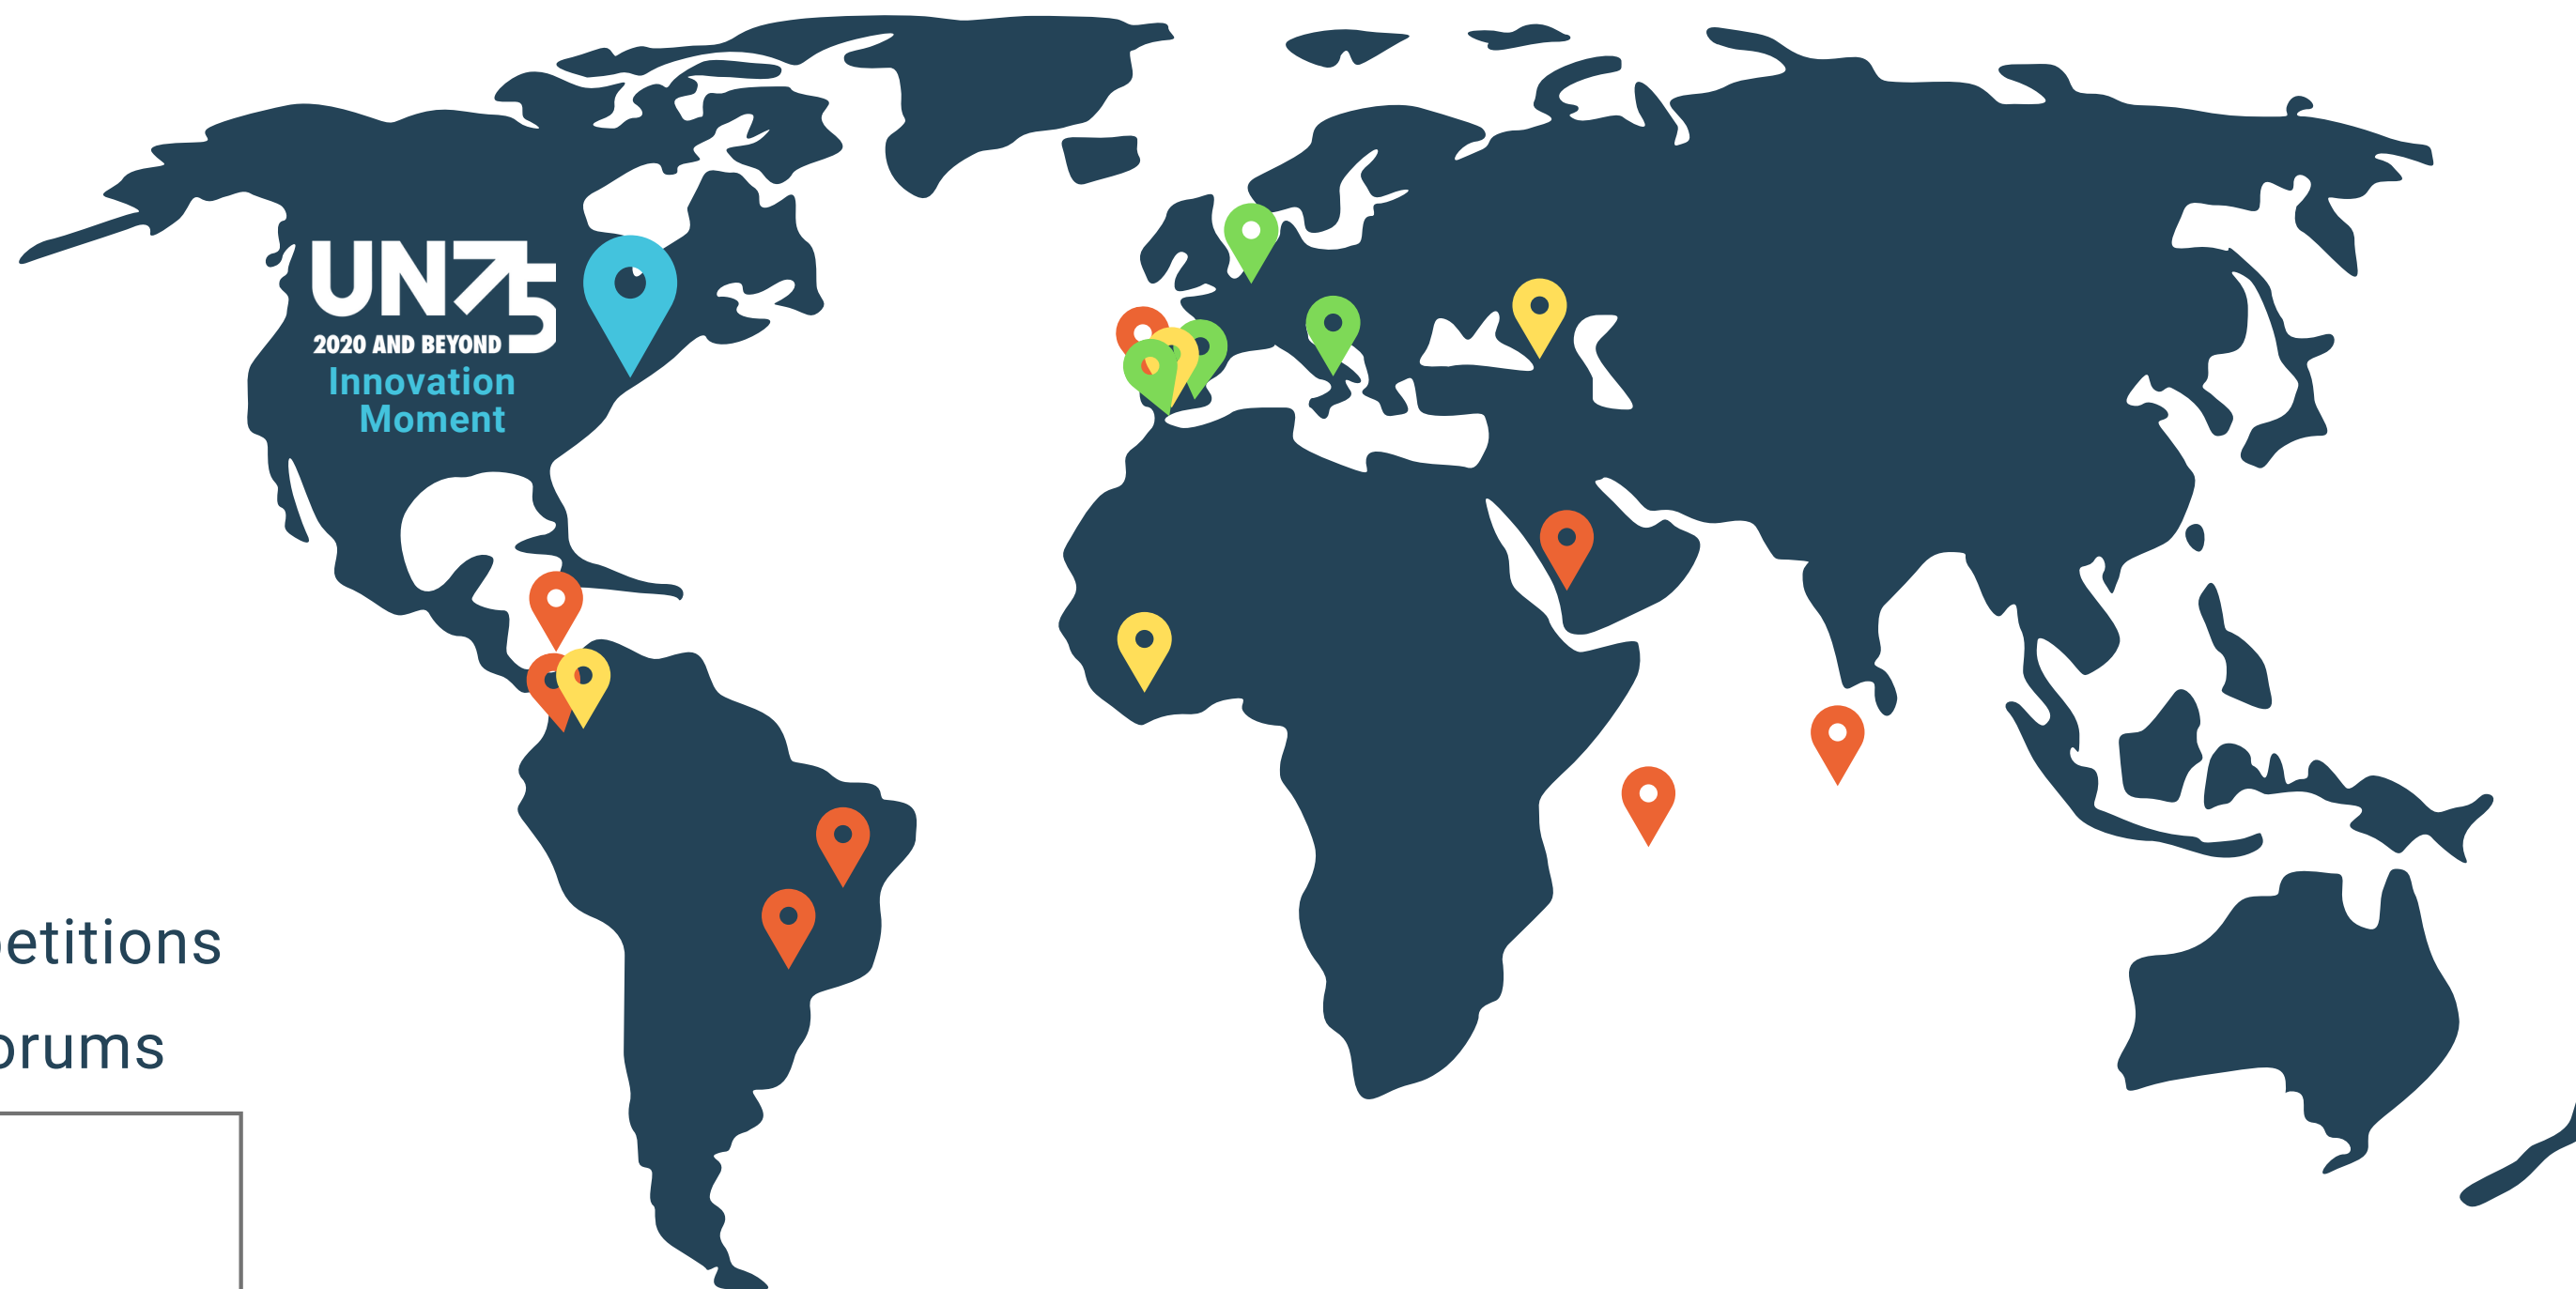 UN75
2020 AND BEYOND
Innovation
Moment
etitions
orums